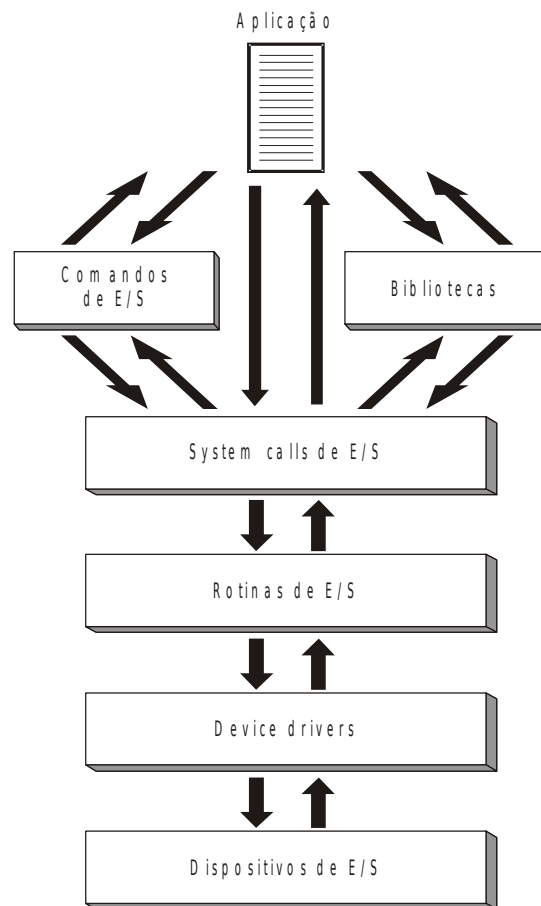 Aplicação
Comandos
de E/S
Bibliotecas
System calls de E/S
Rotinas de E/S
Device drivers
Dispositivos de E/S